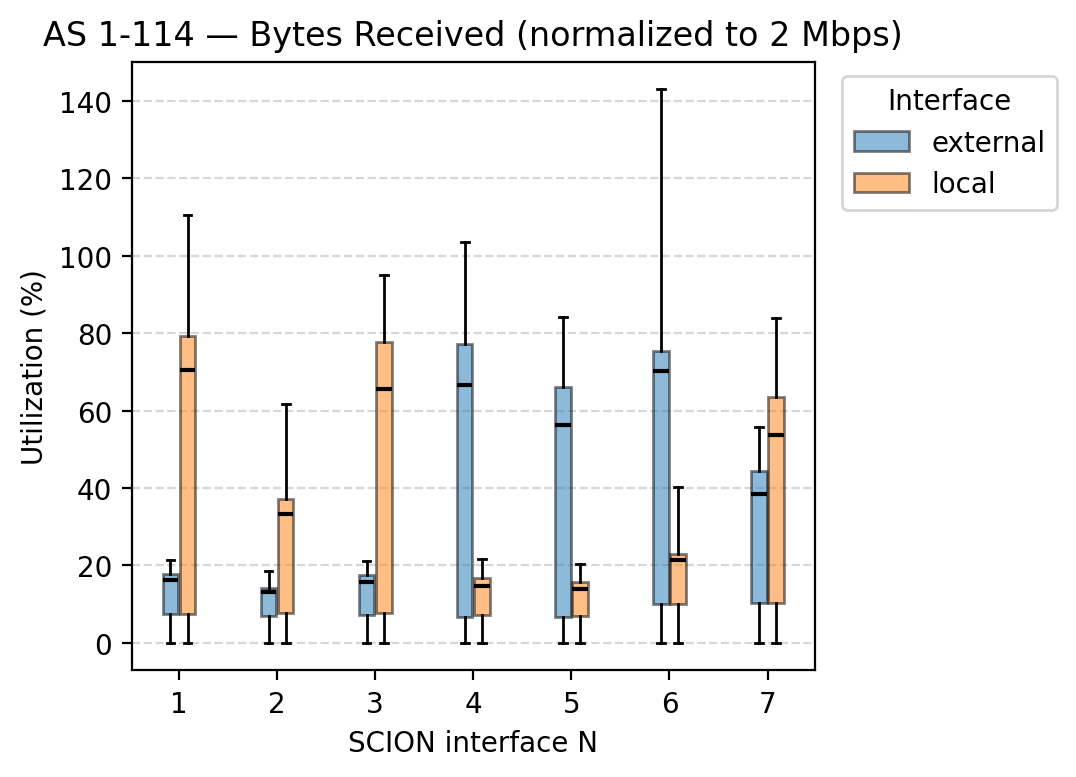 AS 1-114 — Bytes Received (normalized to 2 Mbps)
Interface
external
local
Utilization (%)
140
120
100
80
60
40
20
0
1 2 3 4 5 6 7
SCION interface N